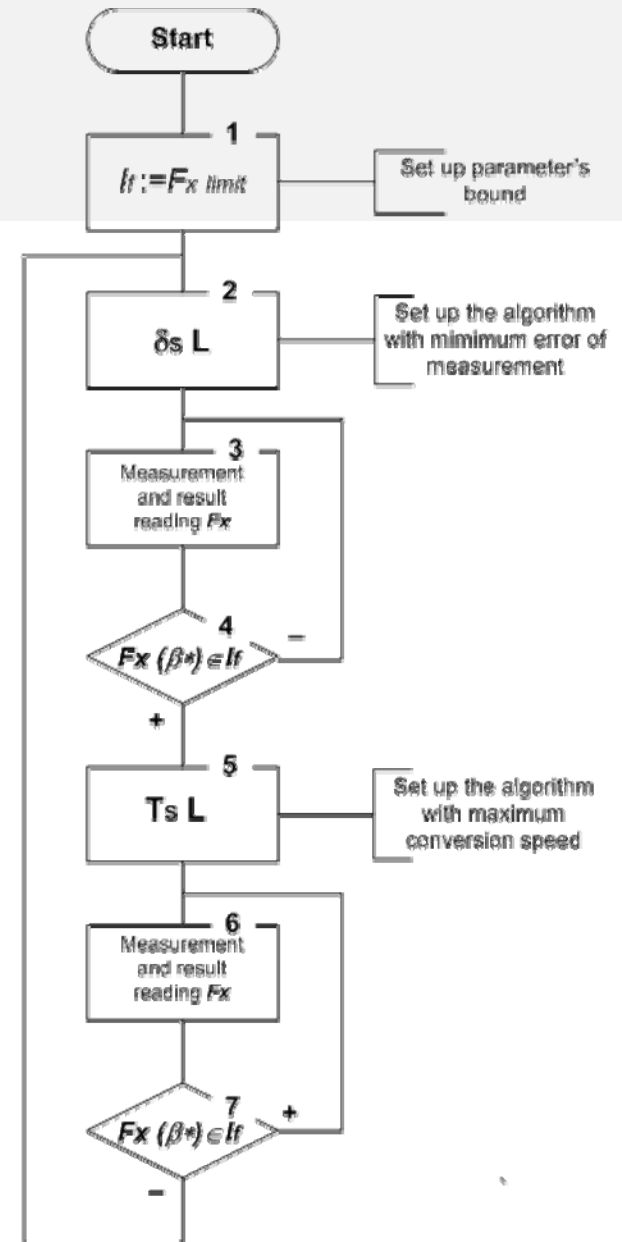 Start
1
If :=Fx limit
Set up parameter's
bound
2
δs L
Set up the algorithm
with mimimum error of
measurement
3
Measurement
and result
reading Fx
4
Fx (β*) ∈ If
–
+
5
Ts L
Set up the algorithm
with maximum
conversion speed
6
Measurement
and result
reading Fx
7
Fx (β*) ∈ If
+
–